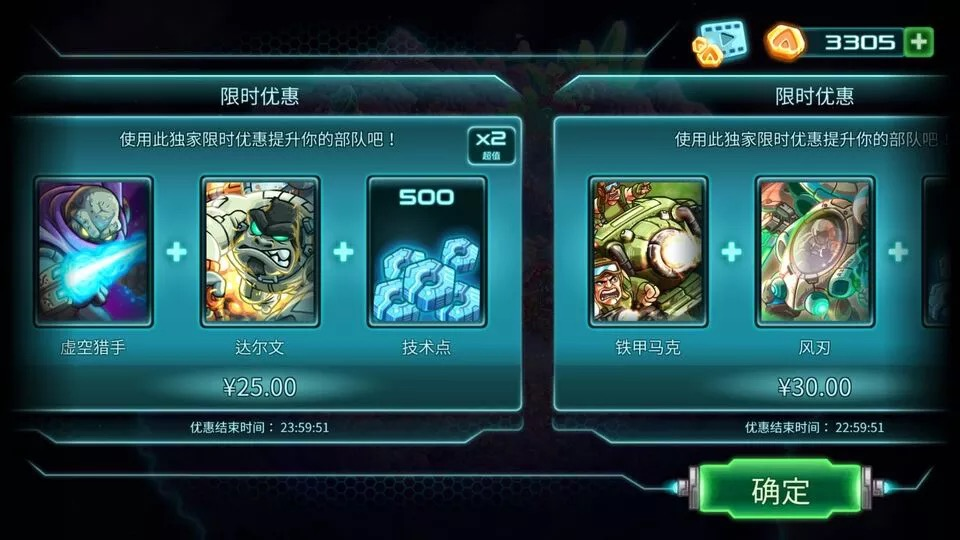 3305
限时优惠
使用此独家限时优惠提升你的部队吧！
x2
超值
500
虚空猎手
达尔文
技术点
¥25.00
优惠结束时间： 23:59:51
限时优惠
使用此独家限时优惠提升你的部队吧！
铁甲马克
风刃
¥30.00
优惠结束时间： 22:59:51
确定